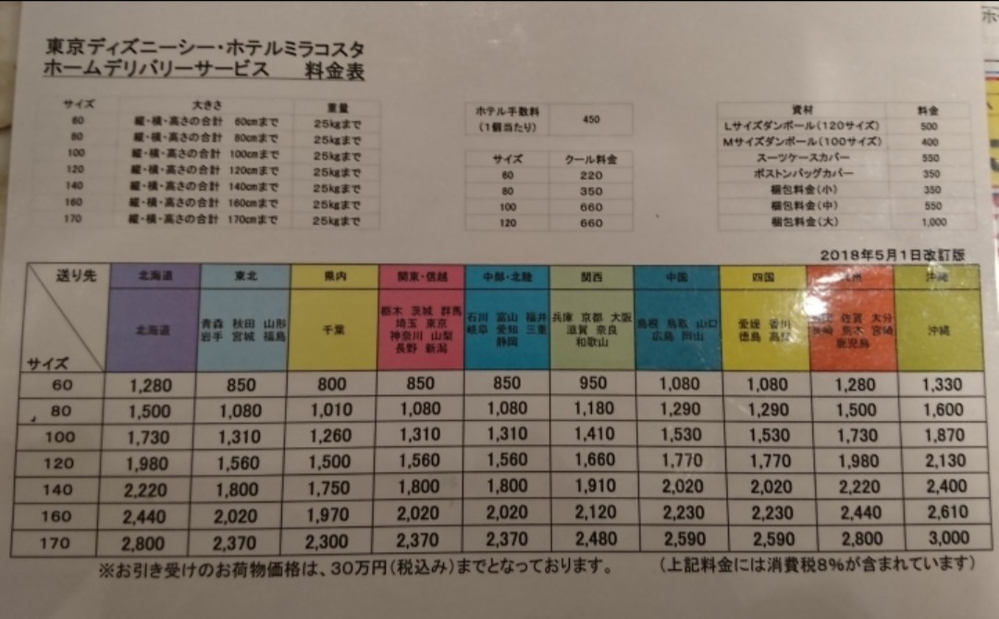 東京ディズニーシー・ホテルミラコスタ
ホームデリバリーサービス 料金表
サイズ 大きさ 重量
60 縦・横・高さの合計 60cmまで 25kgまで
80 縦・横・高さの合計 80cmまで 25kgまで
100 縦・横・高さの合計 100cmまで 25kgまで
120 縦・横・高さの合計 120cmまで 25kgまで
140 縦・横・高さの合計 140cmまで 25kgまで
160 縦・横・高さの合計 160cmまで 25kgまで
170 縦・横・高さの合計 170cmまで 25kgまで
ホテル手数料
(1個当たり) 450
サイズ クール料金
60 220
80 350
100 660
120 660
資材 料金
Lサイズダンボール(120サイズ) 500
Mサイズダンボール(100サイズ) 400
スーツケースカバー 550
ボストンバッグカバー 350
梱包料金(小) 350
梱包料金(中) 550
梱包料金(大) 1,000
2018年5月1日改訂版
送り先 北海道 東北 県内 関東・信越 中部・北陸 関西 中国 四国 九州 沖縄
サイズ
北海道
青森 秋田 山形
岩手 宮城 福島
千葉
栃木 茨城 群馬
埼玉 東京
神奈川 山梨
長野 新潟
石川 富山 福井
岐阜 愛知 三重
静岡
兵庫 京都 大阪
滋賀 奈良
和歌山
島根 鳥取 山口
広島 岡山
愛媛 香川
徳島 高知
佐賀 大分
長崎 熊本 宮崎
鹿児島
沖縄
60 1,280 850 800 850 850 950 1,080 1,080 1,280 1,330
80 1,500 1,080 1,010 1,080 1,080 1,180 1,290 1,290 1,500 1,600
100 1,730 1,310 1,260 1,310 1,310 1,410 1,530 1,530 1,730 1,870
120 1,980 1,560 1,500 1,560 1,560 1,660 1,770 1,770 1,980 2,130
140 2,220 1,800 1,750 1,800 1,800 1,910 2,020 2,020 2,220 2,400
160 2,440 2,020 1,970 2,020 2,020 2,120 2,230 2,230 2,440 2,610
170 2,800 2,370 2,300 2,370 2,370 2,480 2,590 2,590 2,800 3,000
※お引き受けのお荷物価格は、30万円(税込み)までとなっております。 (上記料金には消費税8%が含まれています)